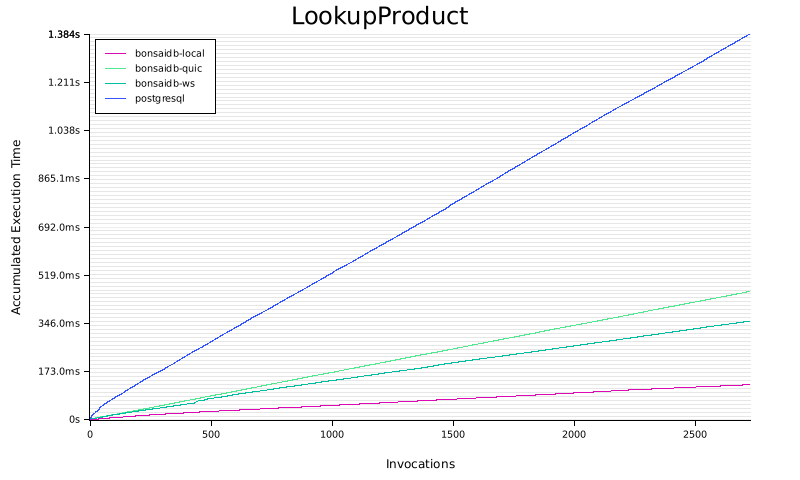 LookupProduct
1.384s
bonsaidb-local
bonsaidb-quic
bonsaidb-ws
postgresql
1.211s
1.038s
865.1ms
692.0ms
519.0ms
346.0ms
173.0ms
0s
Accumulated Execution Time
0 500 1000 1500 2000 2500
Invocations